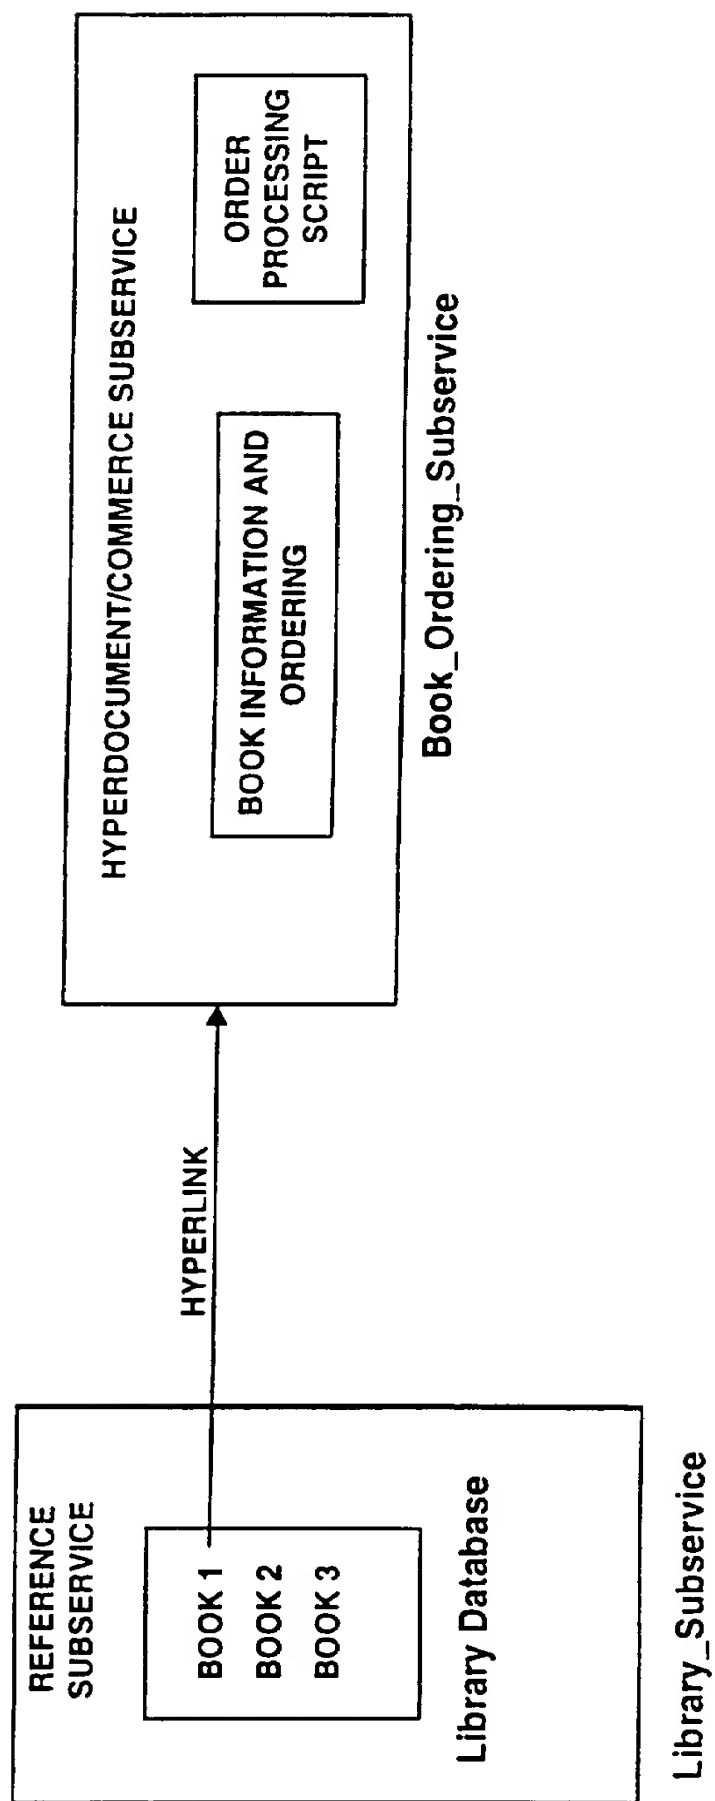 REFERENCE
SUBSERVICE
BOOK 1
BOOK 2
BOOK 3
Library Database
Library_Subservice
HYPERLINK
HYPERDOCUMENT/COMMERCE SUBSERVICE
BOOK INFORMATION AND
ORDERING
ORDER
PROCESSING
SCRIPT
Book_Ordering_Subservice